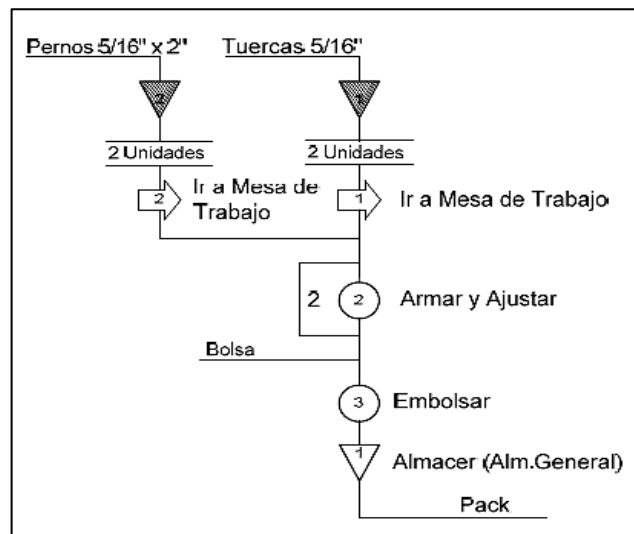 Pernos 5/16" x 2"
Tuercas 5/16"
2
1
2 Unidades
2 Unidades
2
Ir a Mesa de
Trabajo
1
Ir a Mesa de Trabajo
2
2
Armar y Ajustar
Bolsa
3
Embolsar
1
Almacer (Alm.General)
Pack